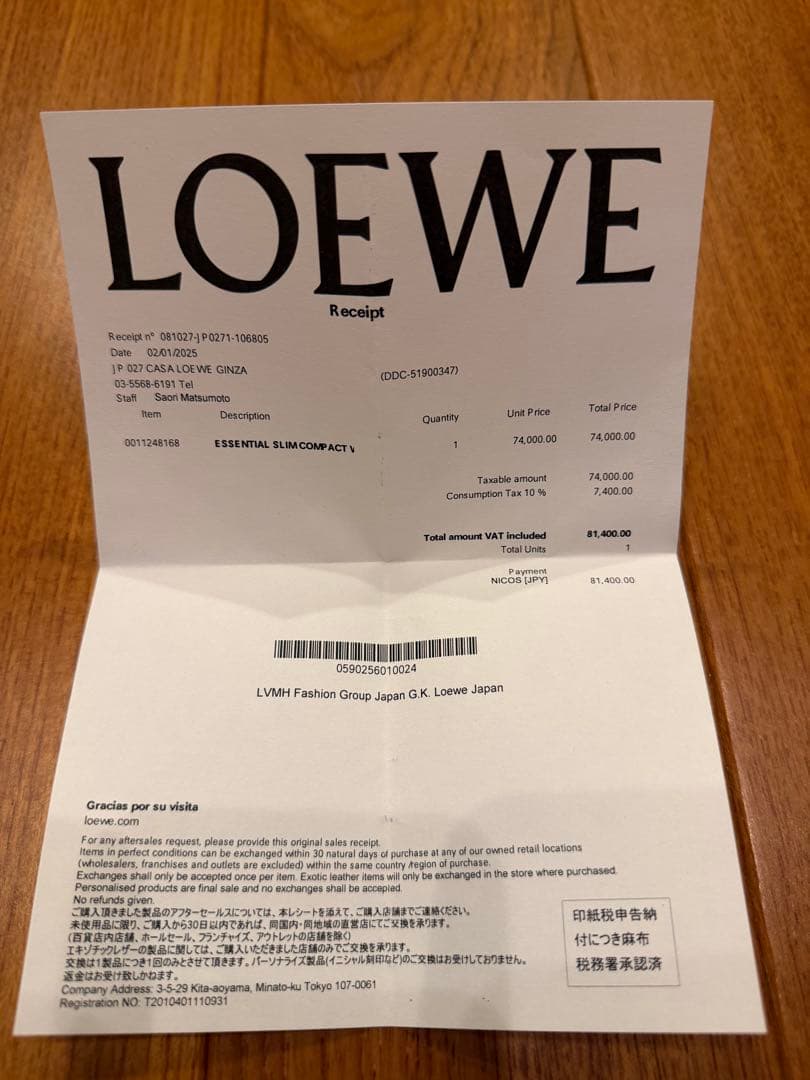 LOEWE
Receipt
Receipt n° 081027-JP0271-106805
Date 02/01/2025
JP 027 CASA LOEWE GINZA (DDC-51900347)
03-5568-6191 Tel
Staff Saori Matsumoto
Item Description Quantity Unit Price Total Price
0011248168 ESSENTIAL SLIM COMPACT V 1 74,000.00 74,000.00
Taxable amount 74,000.00
Consumption Tax 10 % 7,400.00
Total amount VAT included 81,400.00
Total Units 1
Payment
NICOS [JPY] 81,400.00
0590256010024
LVMH Fashion Group Japan G.K. Loewe Japan
Gracias por su visita
loewe.com
For any aftersales request, please provide this original sales receipt.
Items in perfect conditions can be exchanged within 30 natural days of purchase at any of our owned retail locations
(wholesalers, franchises and outlets are excluded) within the same country /region of purchase.
Exchanges shall only be accepted once per item. Exotic leather items will only be exchanged in the store where purchased.
Personalised products are final sale and no exchanges shall be accepted.
No refunds given.
ご購入頂きました製品のアフターセールスについては、本レシートを添えて、ご購入店舗までご連絡ください。
未使用品に限り、ご購入から30日以内であれば、同国内・同地域の直営店にてご交換を承ります。
(百貨店内店舗、ホールセール、フランチャイズ、アウトレットの店舗を除く)
エキゾチックレザーの製品に関しては、ご購入いただきました店舗のみでご交換を承ります。
交換は1製品につき1回のみとさせて頂きます。パーソナライズ製品(イニシャル刻印など)のご交換はお受けしておりません。
返金はお受け致しかねます。
Company Address: 3-5-29 Kita-aoyama, Minato-ku Tokyo 107-0061
Registration NO: T2010401110931
印紙税申告納
付につき麻布
税務署承認済